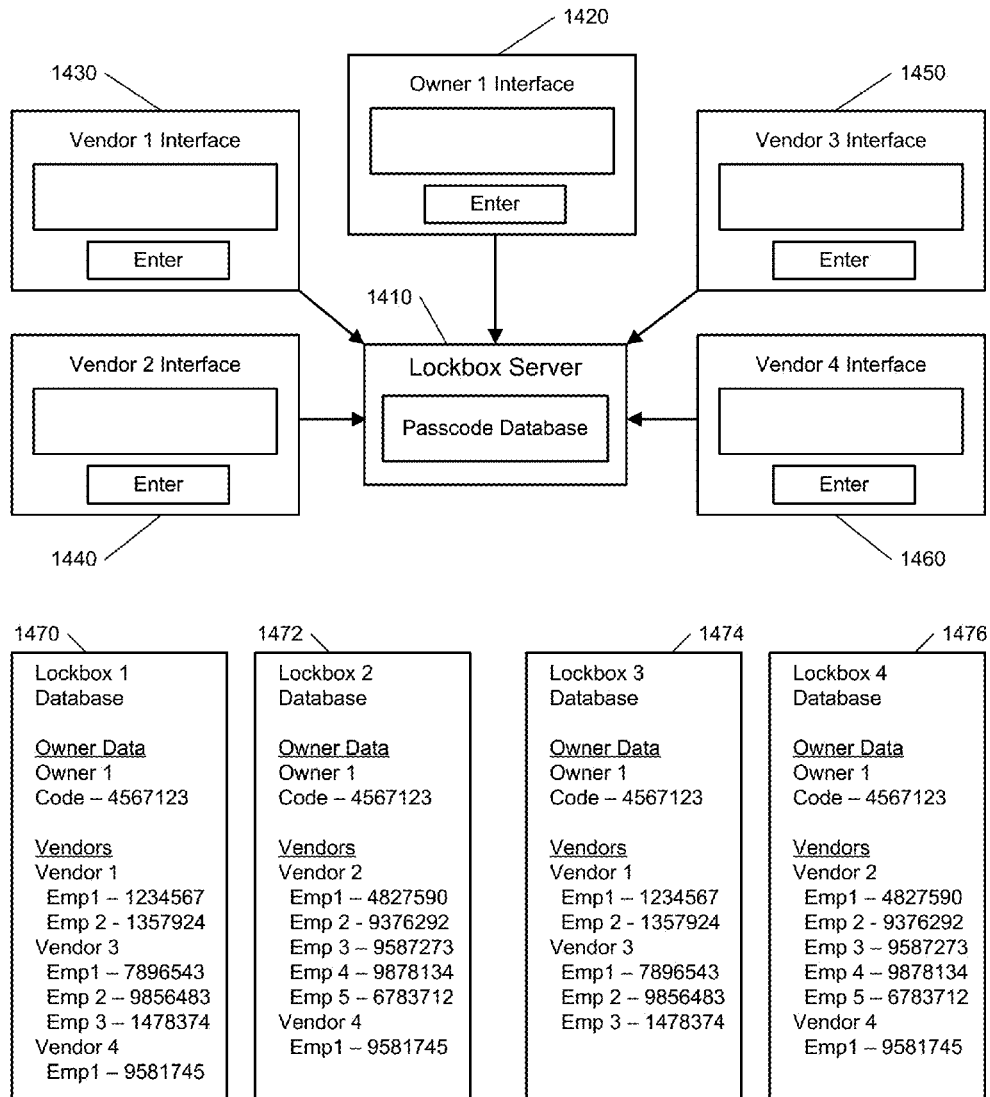 1420
1430
1450
Owner 1 Interface
Enter
Vendor 1 Interface
Enter
Vendor 3 Interface
Enter
1410
Lockbox Server
Passcode Database
Vendor 2 Interface
Enter
Vendor 4 Interface
Enter
1440
1460
1470
Lockbox 1
Database
Owner Data
Owner 1
Code – 4567123
Vendors
Vendor 1
Emp1 – 1234567
Emp 2 - 1357924
Vendor 3
Emp1 – 7896543
Emp 2 – 9856483
Emp 3 – 1478374
Vendor 4
Emp1 – 9581745
1472
Lockbox 2
Database
Owner Data
Owner 1
Code – 4567123
Vendors
Vendor 2
Emp1 – 4827590
Emp 2 - 9376292
Emp 3 – 9587273
Emp 4 – 9878134
Emp 5 – 6783712
Vendor 4
Emp1 – 9581745
1474
Lockbox 3
Database
Owner Data
Owner 1
Code – 4567123
Vendors
Vendor 1
Emp1 – 1234567
Emp 2 - 1357924
Vendor 3
Emp1 – 7896543
Emp 2 – 9856483
Emp 3 – 1478374
1476
Lockbox 4
Database
Owner Data
Owner 1
Code – 4567123
Vendors
Vendor 2
Emp1 – 4827590
Emp 2 - 9376292
Emp 3 – 9587273
Emp 4 – 9878134
Emp 5 – 6783712
Vendor 4
Emp1 – 9581745